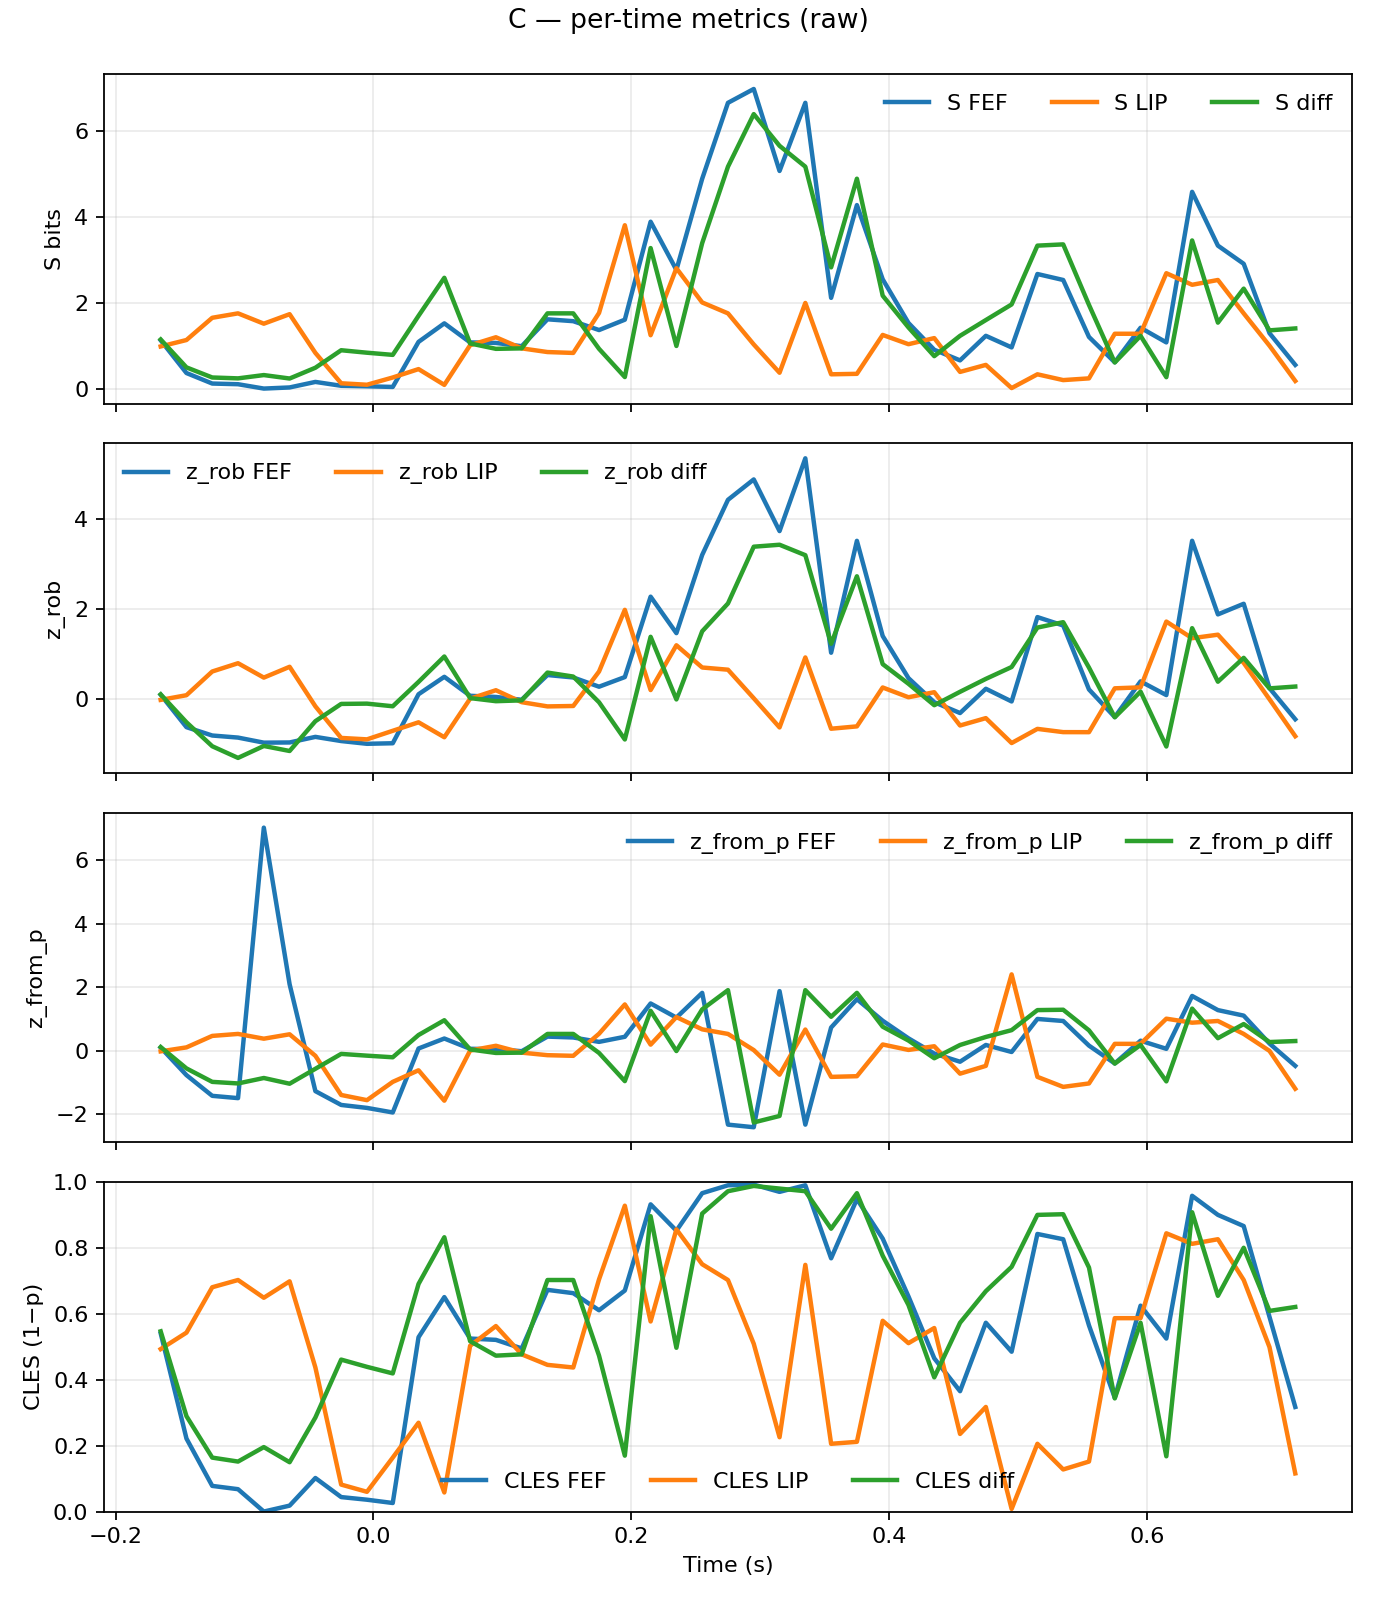 C — per-time metrics (raw)
S FEF S LIP S diff
6
4
2
0
S bits
z_rob FEF z_rob LIP z_rob diff
4
2
0
z_rob
z_from_p FEF z_from_p LIP z_from_p diff
6
4
2
0
−2
z_from_p
1.0
0.8
0.6
0.4
0.2
0.0
CLES (1−p)
CLES FEF CLES LIP CLES diff
−0.2 0.0 0.2 0.4 0.6
Time (s)